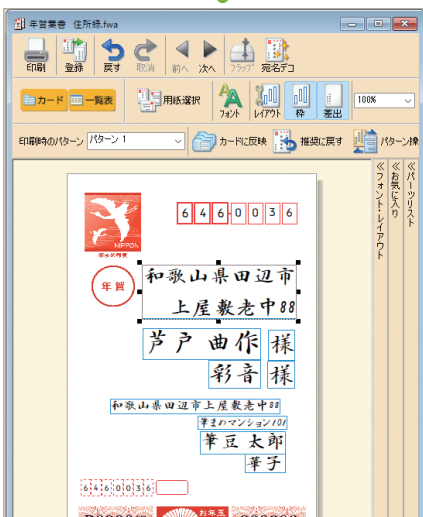 年賀葉書 住所録.fwa
印刷 登録 戻す 取消 前へ 次へ フラップ 宛名デコ
カード 一覧表 用紙選択 フォント レイアウト 枠 差出 100%
印刷時のパターン パターン 1 カードに反映 推奨に戻す パターン操
≪フォント・レイアウト
≪お気に入り
≪パーツリスト
NIPPON
年賀
6460036
和歌山県田辺市
上屋敷老中88
芦戸 曲作 様
彩音 様
和歌山県田辺市上屋敷老中88
筆まめマンション101
筆豆 太郎
華子
6460036
お年玉